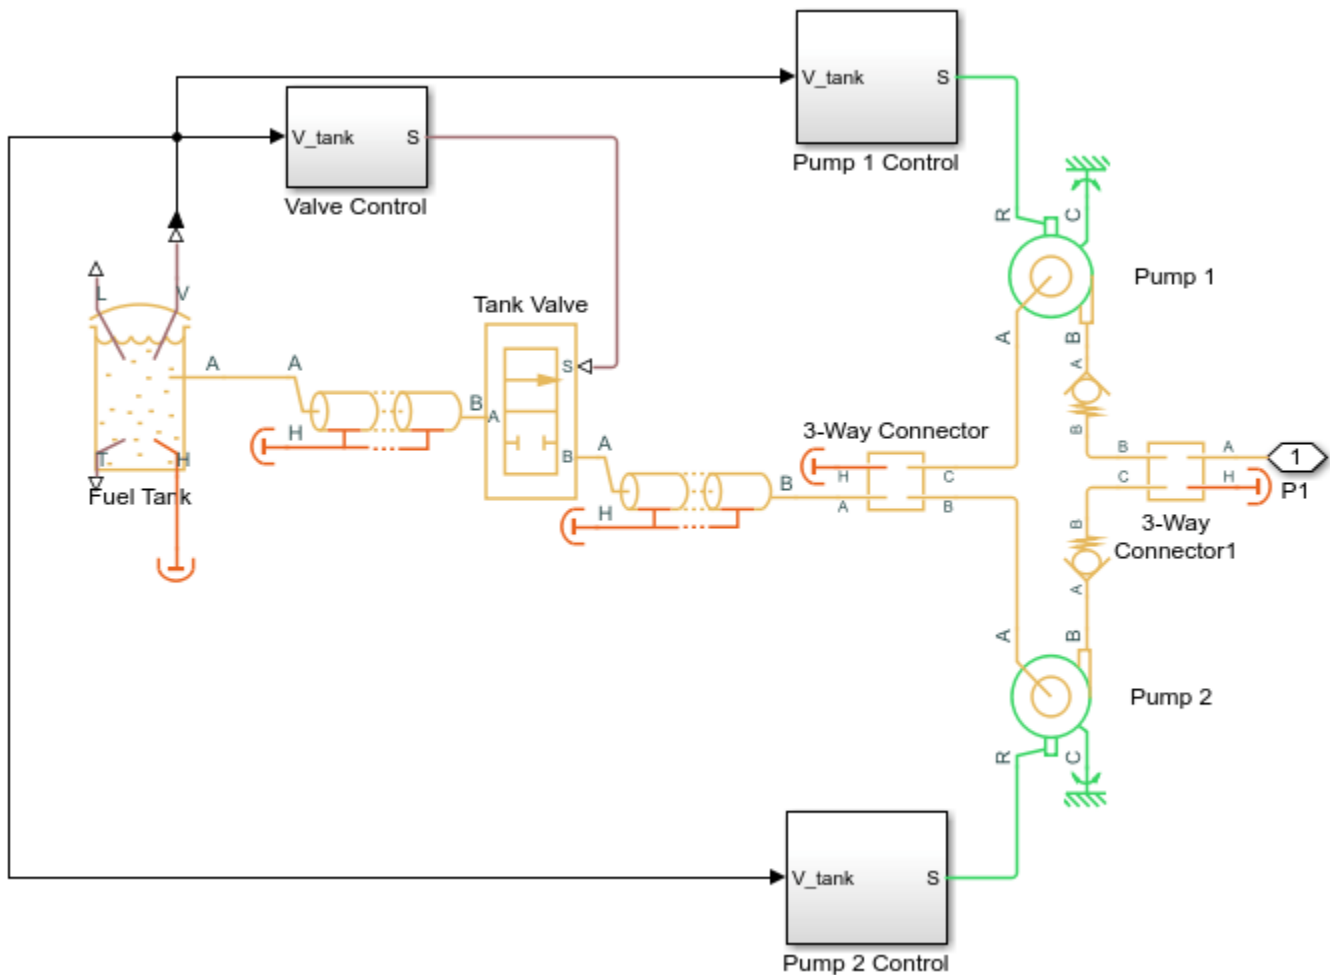 V_tank
S
Pump 1 Control
V_tank
S
Valve Control
R
C
Pump 1
L
V
Tank Valve
A
A
A
B
S
A
B
H
T
H
Fuel Tank
B
A
H
B
3-Way Connector
H
C
A
B
A
B
B
A
C
H
1
P1
3-Way
Connector1
B
A
A
B
Pump 2
R
C
V_tank
S
Pump 2 Control